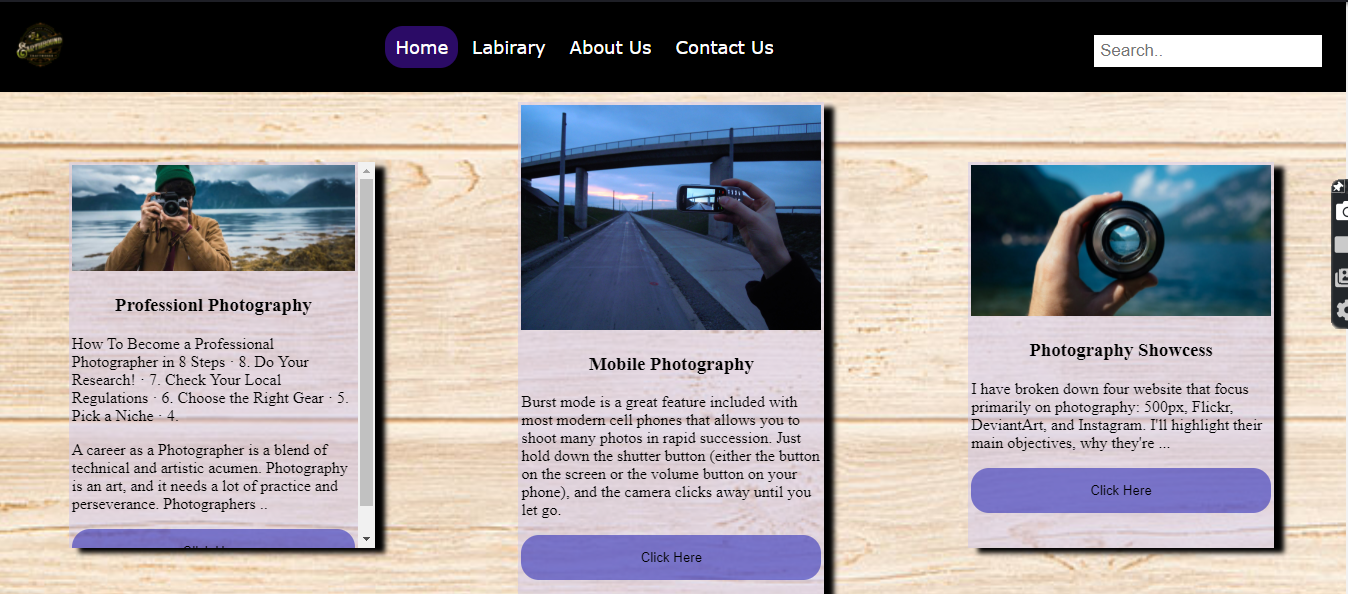 Home Labirary About Us Contact Us Search..
Professionl Photography
How To Become a Professional
Photographer in 8 Steps · 8. Do Your
Research! · 7. Check Your Local
Regulations · 6. Choose the Right Gear · 5.
Pick a Niche · 4.
A career as a Photographer is a blend of
technical and artistic acumen. Photography
is an art, and it needs a lot of practice and
perseverance. Photographers ..
Mobile Photography
Burst mode is a great feature included with
most modern cell phones that allows you to
shoot many photos in rapid succession. Just
hold down the shutter button (either the button
on the screen or the volume button on your
phone), and the camera clicks away until you
let go.
Click Here
Photography Showcess
I have broken down four website that focus
primarily on photography: 500px, Flickr,
DeviantArt, and Instagram. I'll highlight their
main objectives, why they're ...
Click Here